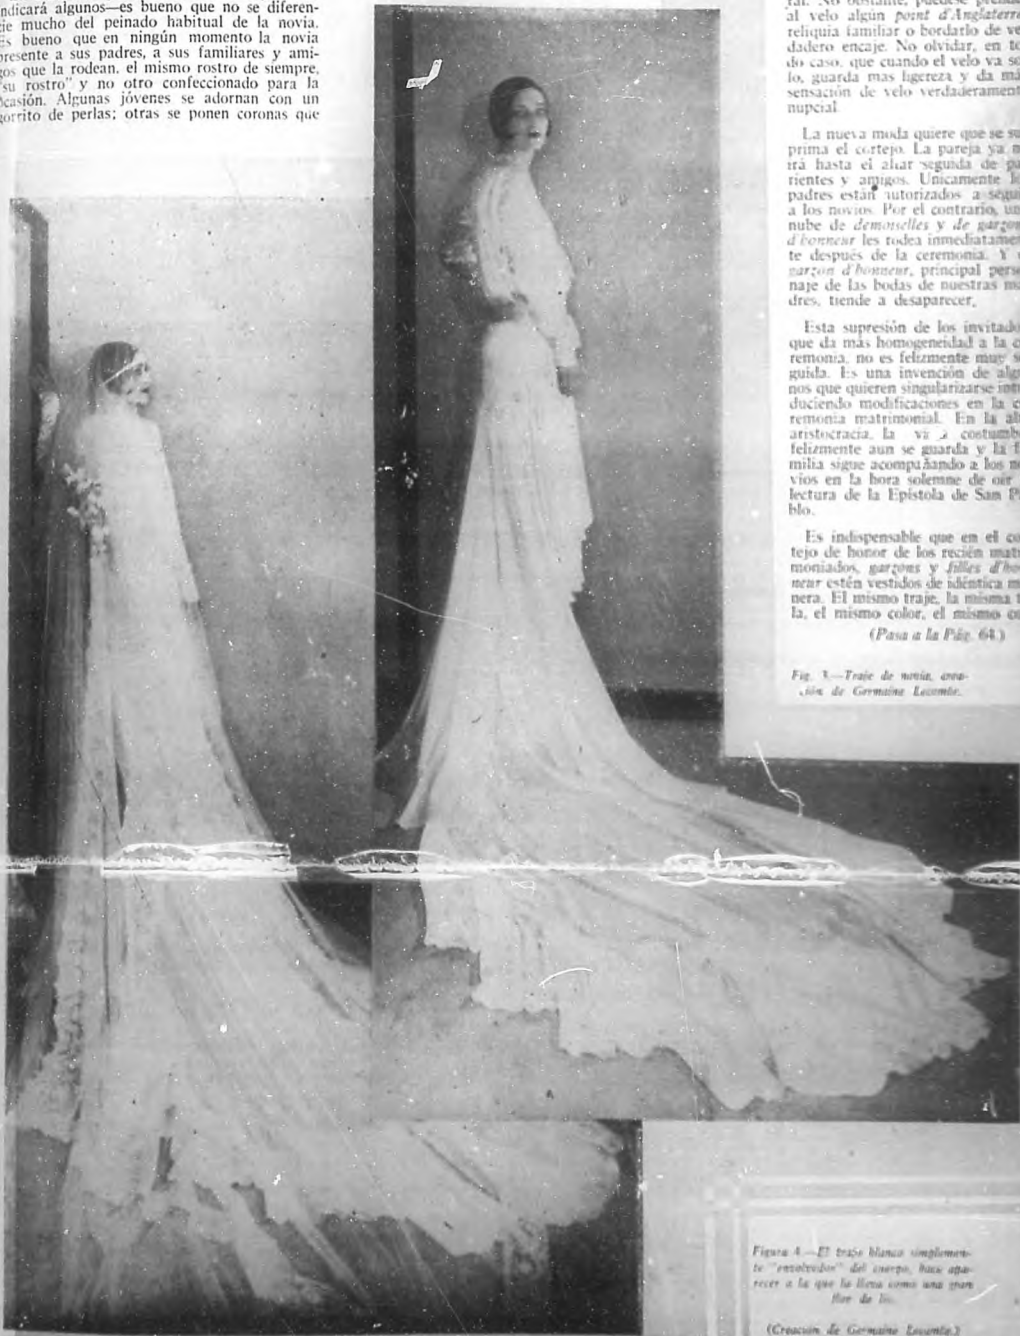 ndicará algunos—es bueno que no se diferen-
cie mucho del peinado habitual de la novia.
Es bueno que en ningún momento la novia
presente a sus padres, a sus familiares y ami-
gos que la rodean, el mismo rostro de siempre,
"su rostro" y no otro confeccionado para la
ocasión. Algunas jóvenes se adornan con un
gorrito de perlas; otras se ponen coronas que
al velo algún point d'Anglaterre
reliquia familiar o bordarlo de ve
dadero encaje. No olvidar, en to
do caso, que cuando el velo va so
lo, guarda mas ligereza y da má
sensación de velo verdaderament
nupcial
La nueva moda quiere que se su
prima el cortejo. La pareja ya n
irá hasta el altar seguida de pa
rientes y amigos. Unicamente lo
padres están autorizados a segui
a los novios. Por el contrario, un
nube de demoiselles y de garçon
d'honneur les rodea inmediatamen
te después de la ceremonia. Y
garçon d'honneur, principal perso
naje de las bodas de nuestras ma
dres, tiende a desaparecer.
Esta supresión de los invitado
que da más homogeneidad a la c
remonia, no es felizmente muy s
guida. Es una invención de algu
nos que quieren singularizarse intr
duciendo modificaciones en la c
remonia matrimonial. En la al
aristocracia, la costumb
felizmente aun se guarda y la f
milia sigue acompañando a los no
vios en la hora solemne de oir
lectura de la Epístola de San P
blo.
Es indispensable que en el co
tejo de honor de los recién matr
moniados, garçons y filles d'ho
neur estén vestidos de idéntica m
nera. El mismo traje, la misma t
la, el mismo color, el mismo co
(Pasa a la Pág. 64)
Fig. 3.—Traje de novia, crea-
ción de Germaine Lecomte.
Figura 4.—El traje blanco simplemen-
te "envolvedor" del cuerpo, hace apa-
recer a la que lo lleva como una gran
flor de lis.
(Creación de Germaine Lecomte.)